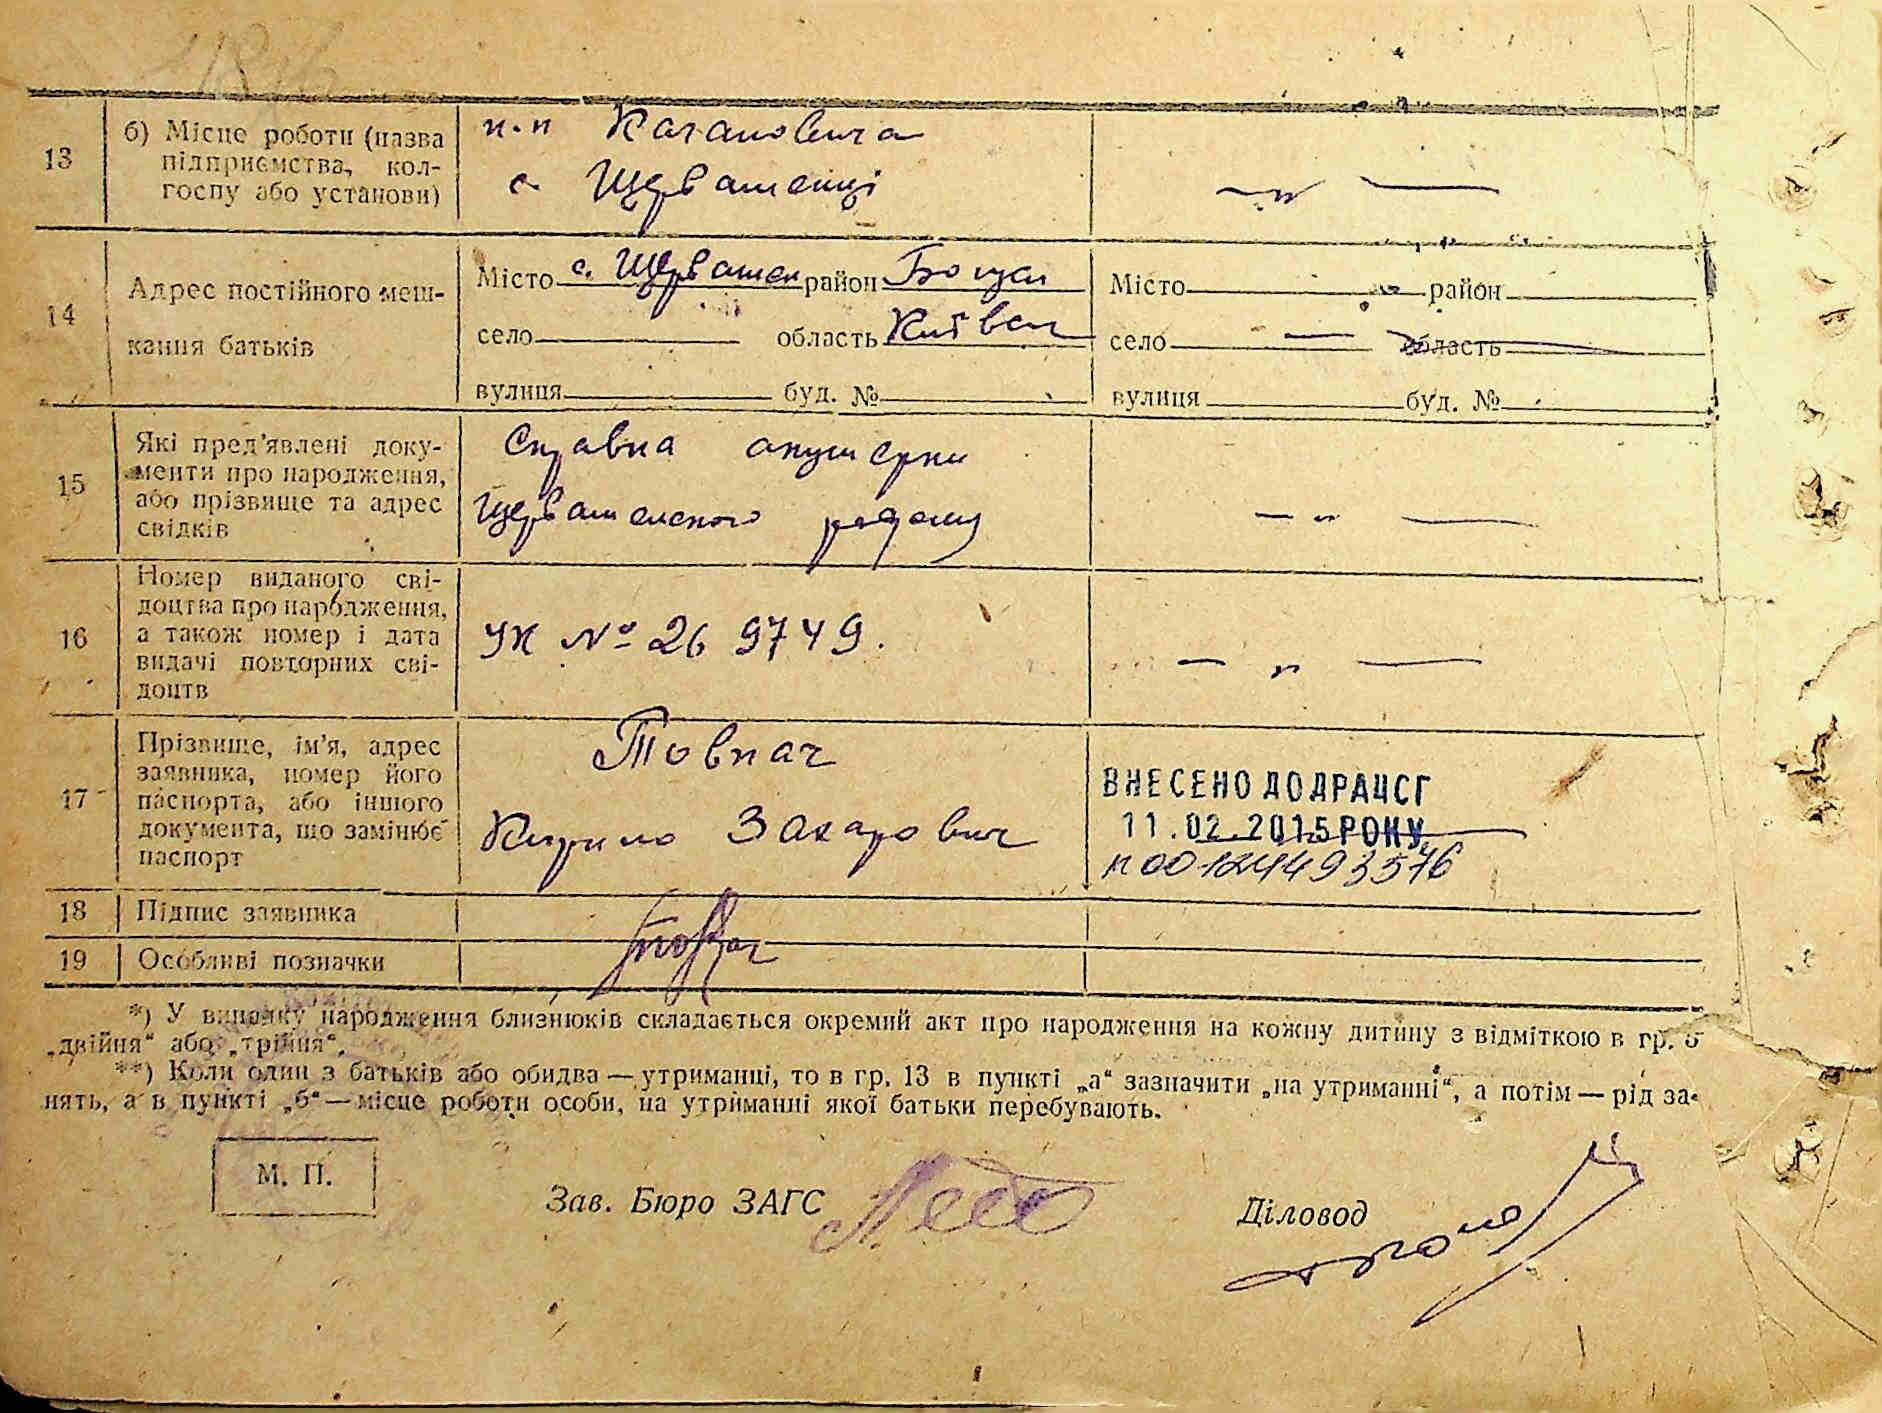 13
б) Місце роботи (назва
підприємства, кол-
госпу або установи)
к-п Кагановича
с. Щербашенці
— " —
14
Адрес постійного меш-
кання батьків
Місто с. Щербашен район Богусл
село область Київськ
вулиця буд. №
Місто район
село область
вулиця буд. №
15
Які пред'явлені доку-
менти про народження,
або прізвище та адрес
свідків
Справка акушерки
Щербашенского роддому
— " —
16
Номер виданого сві-
доцтва про народження,
а також номер і дата
видачі повторних сві-
доцтв
УК № 269749.
— " —
17
Прізвище, ім'я, адрес
заявника, номер його
паспорта, або іншого
документа, що замінює
паспорт
Товкач
Кирило Захарович
ВНЕСЕНО ДО ДРАЦСГ
11.02.2015 РОКУ
n 00124493576
18
Підпис заявника
Товкач
19
Особливі позначки
*) У випадку народження близнюків складається окремий акт про народження на кожну дитину з відміткою в гр. 5
„двійня“ або „трійня“.
**) Коли один з батьків або обидва — утриманці, то в гр. 13 в пункті „а“ зазначити „на утриманні“, а потім — рід за-
нять, а в пункті „б“ — місце роботи особи, на утриманні якої батьки перебувають.
М. П.
Зав. Бюро ЗАГС
Діловод